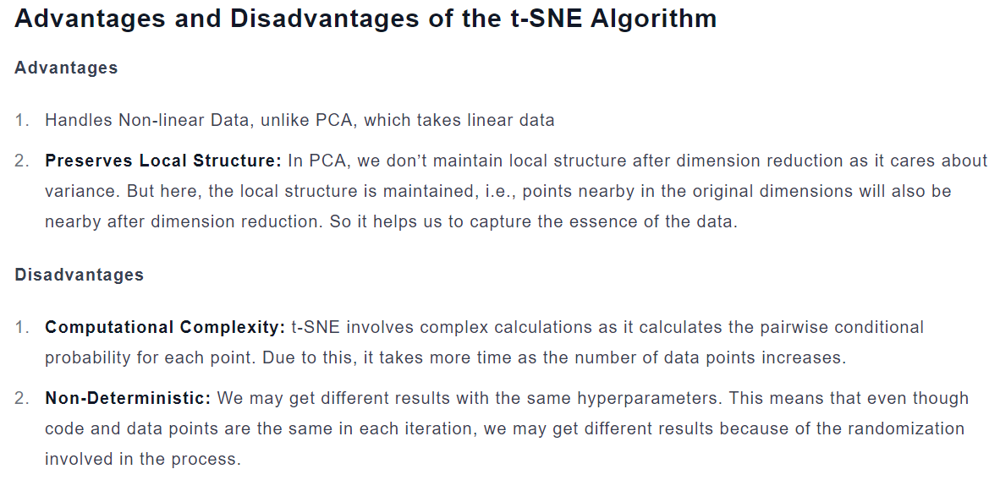 Advantages and Disadvantages of the t-SNE Algorithm
Advantages
1. Handles Non-linear Data, unlike PCA, which takes linear data
2. Preserves Local Structure: In PCA, we don’t maintain local structure after dimension reduction as it cares about
variance. But here, the local structure is maintained, i.e., points nearby in the original dimensions will also be
nearby after dimension reduction. So it helps us to capture the essence of the data.
Disadvantages
1. Computational Complexity: t-SNE involves complex calculations as it calculates the pairwise conditional
probability for each point. Due to this, it takes more time as the number of data points increases.
2. Non-Deterministic: We may get different results with the same hyperparameters. This means that even though
code and data points are the same in each iteration, we may get different results because of the randomization
involved in the process.